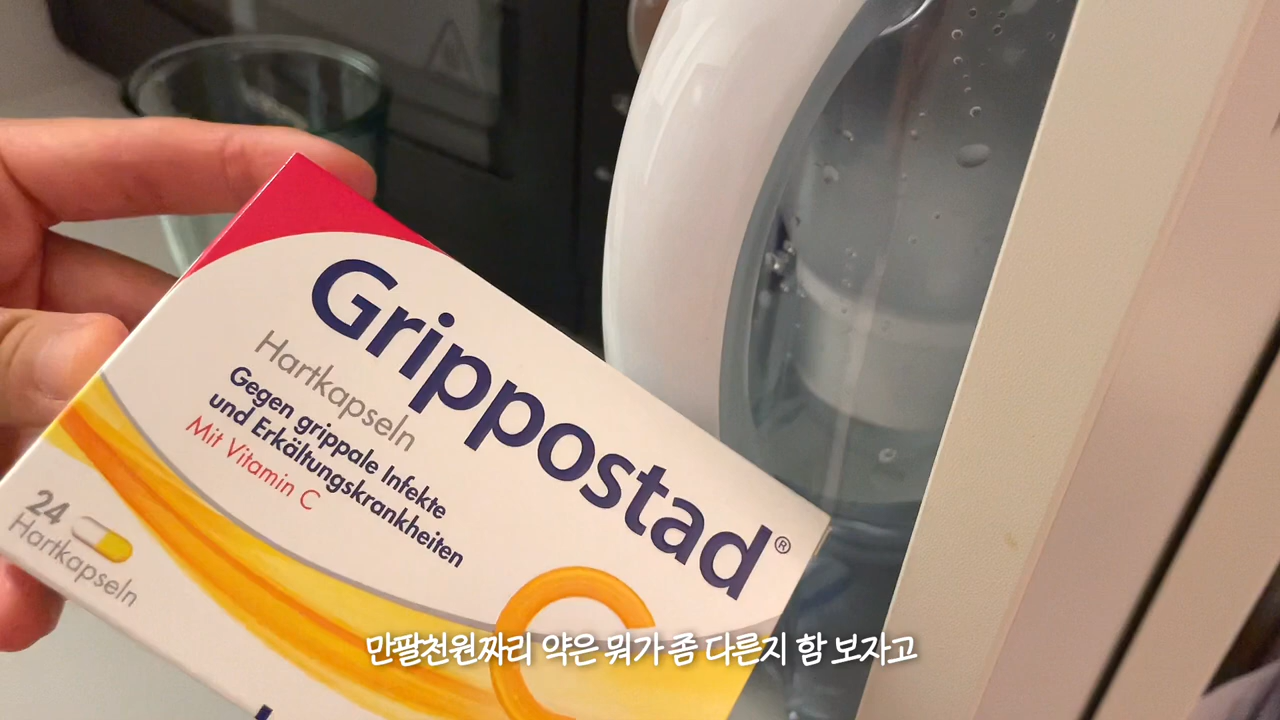 Grippostad®
Hartkapseln
Gegen grippale Infekte
und Erkältungskrankheiten
Mit Vitamin C
24
Hartkapseln
C
만팔천원짜리 약은 뭐가 좀 다른지 함 보자고